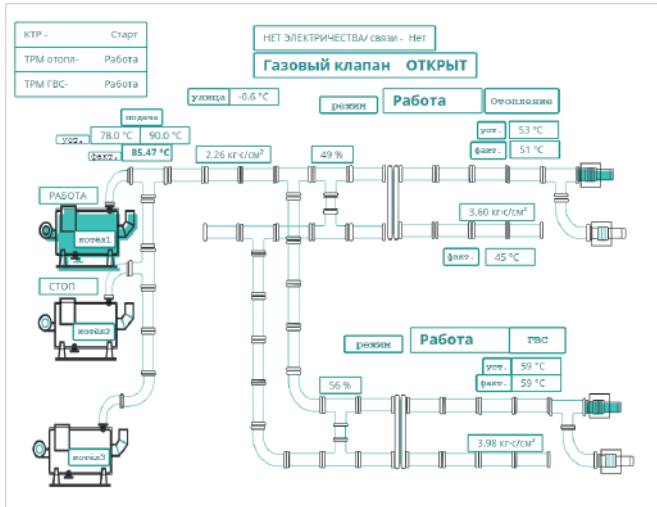 КТР - Старт
ТРМ отопл- Работа
ТРМ ГВС- Работа
НЕТ ЭЛЕКТРИЧЕСТВА/ связи - Нет
Газовый клапан ОТКРЫТ
улица -0.6 °C
режим Работа Отопление
подача
уст. 78.0 °C 90.0 °C
факт. 85.47 °C
2.26 кг·с/см²
49 %
уст. 53 °C
факт. 51 °C
РАБОТА
котёл1
3.60 кг·с/см²
факт. 45 °C
СТОП
котёл2
режим Работа ГВС
уст. 59 °C
факт. 59 °C
56 %
3.98 кг·с/см²
котёл3